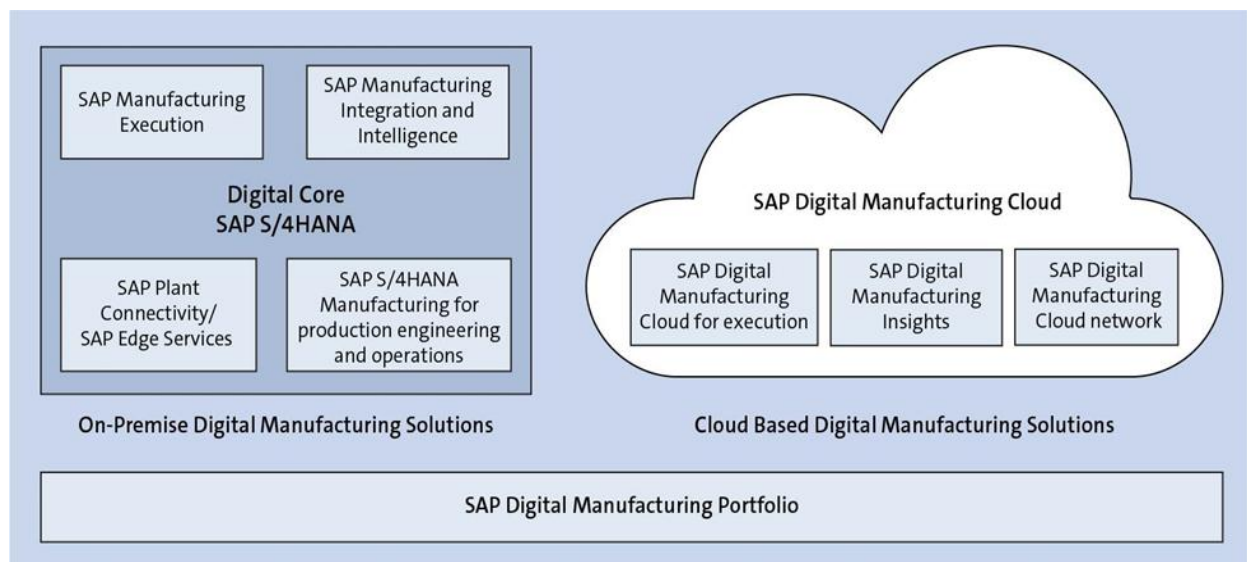 SAP Manufacturing
Execution
SAP Manufacturing
Integration and
Intelligence
Digital Core
SAP S/4HANA
SAP Plant
Connectivity/
SAP Edge Services
SAP S/4HANA
Manufacturing for
production engineering
and operations
On-Premise Digital Manufacturing Solutions
SAP Digital Manufacturing Cloud
SAP Digital
Manufacturing
Cloud for execution
SAP Digital
Manufacturing
Insights
SAP Digital
Manufacturing
Cloud network
Cloud Based Digital Manufacturing Solutions
SAP Digital Manufacturing Portfolio